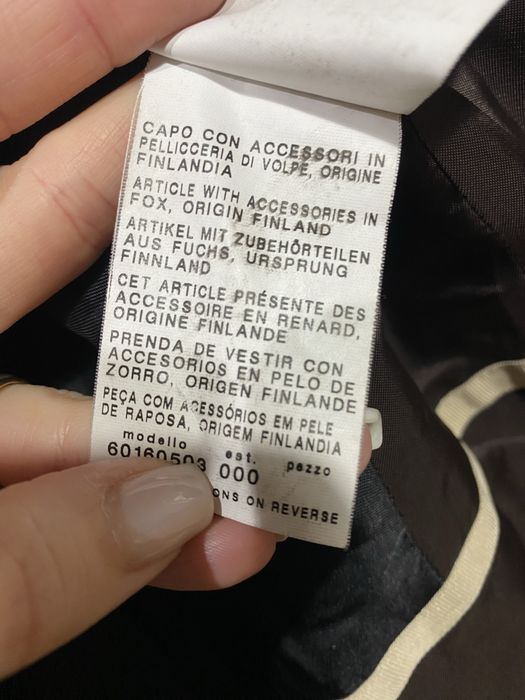 CAPO CON ACCESSORI IN
PELLICCERIA DI VOLPE, ORIGINE
FINLANDIA
ARTICLE WITH ACCESSORIES IN
FOX, ORIGIN FINLAND
ARTIKEL MIT ZUBEHÖRTEILEN
AUS FUCHS, URSPRUNG
FINNLAND
CET ARTICLE PRÉSENTE DES
ACCESSOIRE EN RENARD,
ORIGINE FINLANDE
PRENDA DE VESTIR CON
ACCESORIOS EN PELO DE
ZORRO, ORIGEN FINLANDE
PEÇA COM ACESSÓRIOS EM PELE
DE RAPOSA, ORIGEM FINLANDIA
modello est. pezzo
60160503 000
ON REVERSE